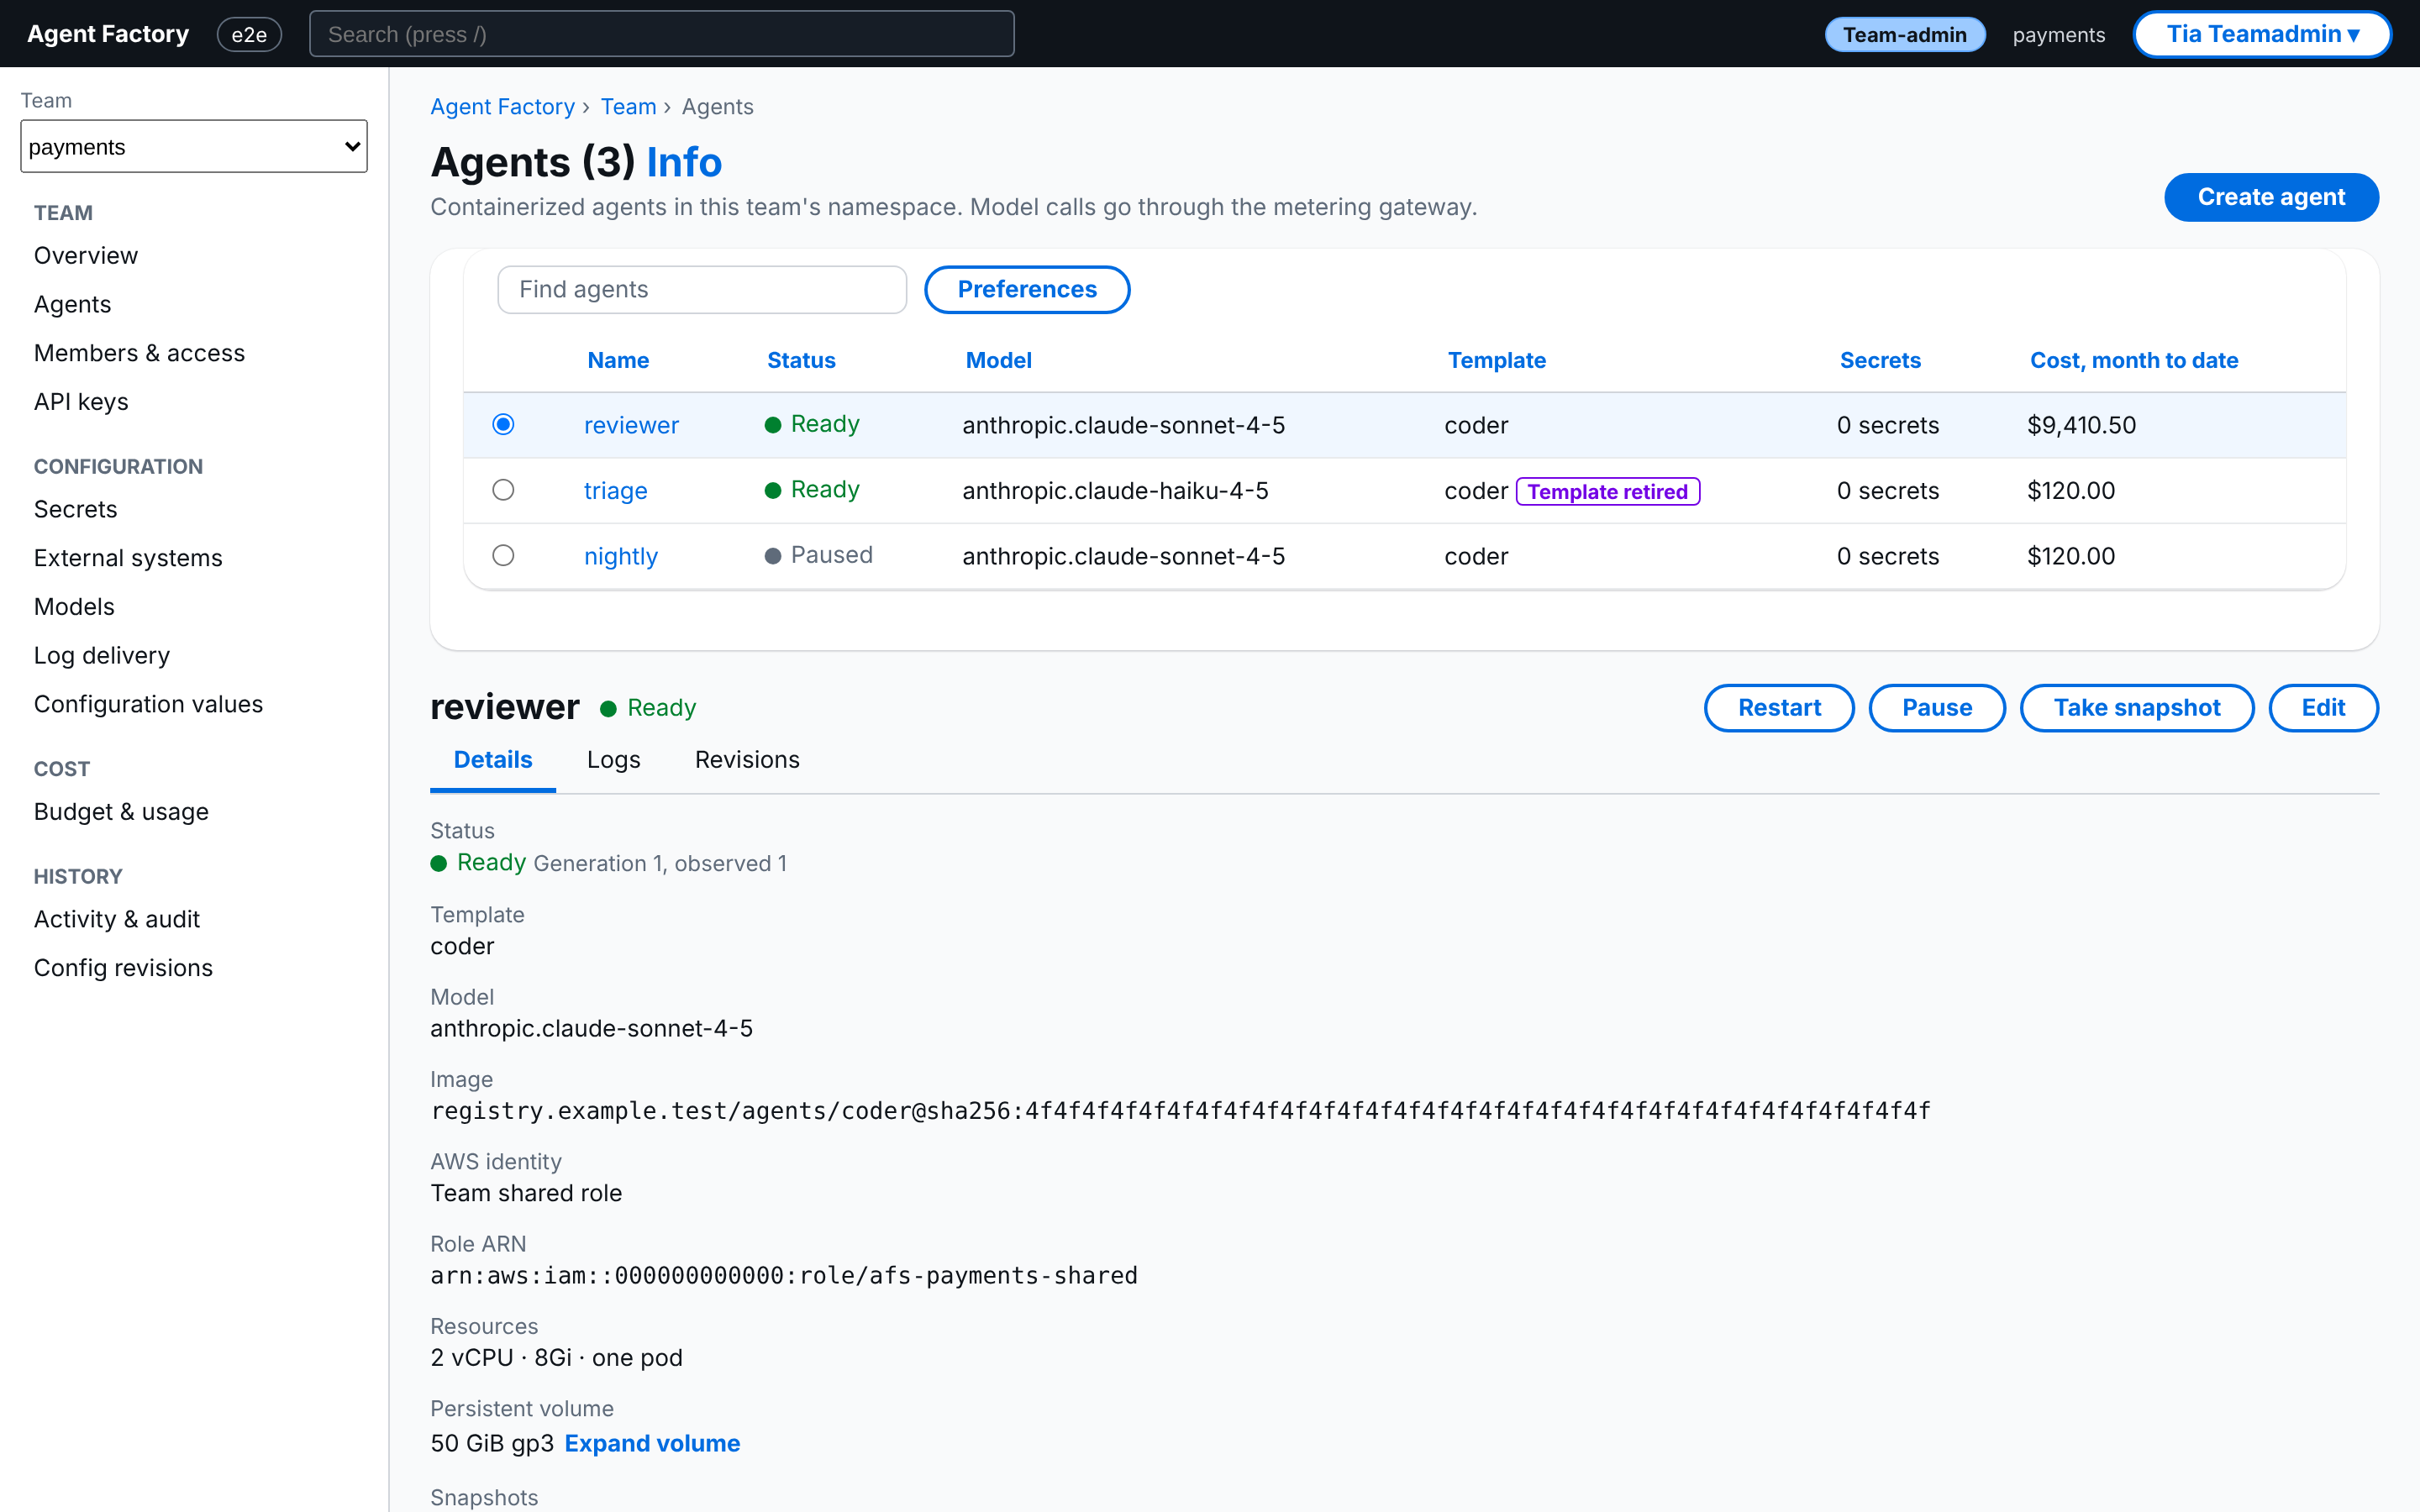 Agent Factory e2e Search (press /) Team-admin payments Tia Teamadmin ▾
Team
payments
TEAM
Overview
Agents
Members & access
API keys
CONFIGURATION
Secrets
External systems
Models
Log delivery
Configuration values
COST
Budget & usage
HISTORY
Activity & audit
Config revisions
Agent Factory › Team › Agents
Agents (3) Info
Containerized agents in this team's namespace. Model calls go through the metering gateway.
Create agent
Find agents Preferences
Name Status Model Template Secrets Cost, month to date
reviewer Ready anthropic.claude-sonnet-4-5 coder 0 secrets $9,410.50
triage Ready anthropic.claude-haiku-4-5 coder Template retired 0 secrets $120.00
nightly Paused anthropic.claude-sonnet-4-5 coder 0 secrets $120.00
reviewer Ready Restart Pause Take snapshot Edit
Details Logs Revisions
Status
Ready Generation 1, observed 1
Template
coder
Model
anthropic.claude-sonnet-4-5
Image
registry.example.test/agents/coder@sha256:4f4f4f4f4f4f4f4f4f4f4f4f4f4f4f4f4f4f4f4f4f4f4f4f4f4f4f4f4f4f4f4f
AWS identity
Team shared role
Role ARN
arn:aws:iam::000000000000:role/afs-payments-shared
Resources
2 vCPU · 8Gi · one pod
Persistent volume
50 GiB gp3 Expand volume
Snapshots